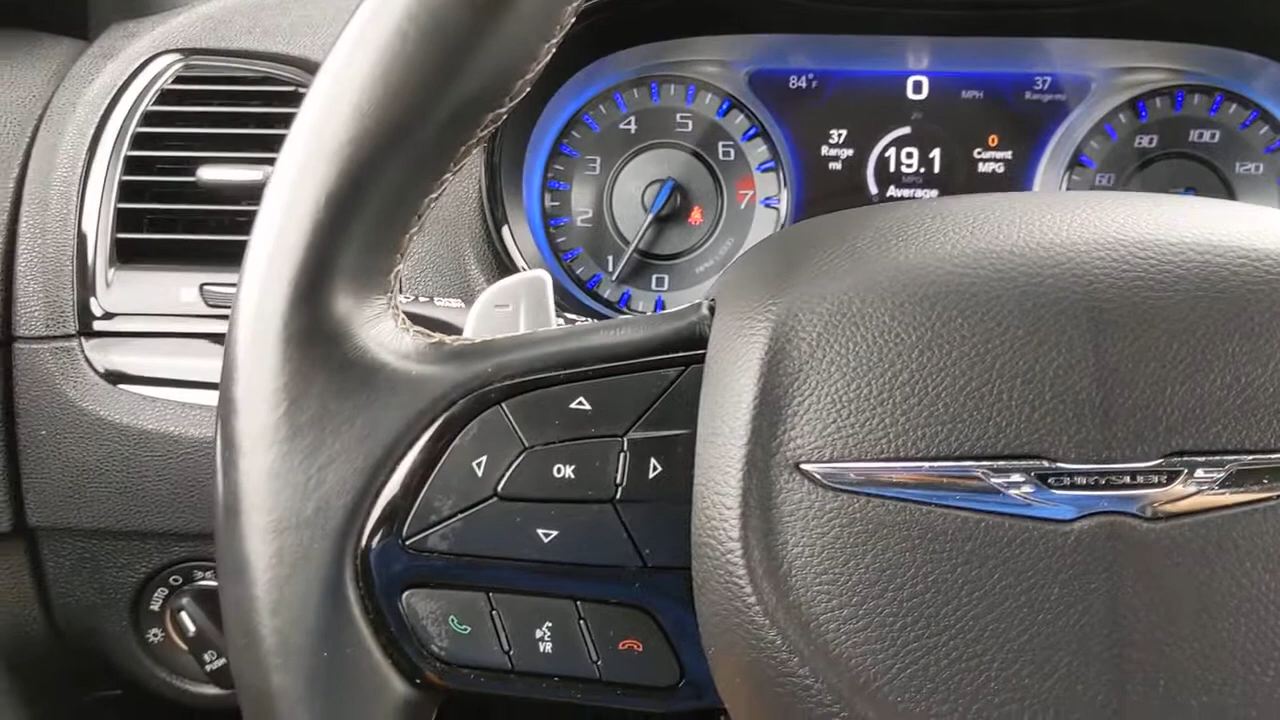 84°F
0
MPH
37
Range mi
37
Range
mi
19.1
MPG
Average
0
Current
MPG
0
1
2
3
4
5
6
7
60
80
100
120
OK
VR
CHRYSLER
AUTO
PUSH